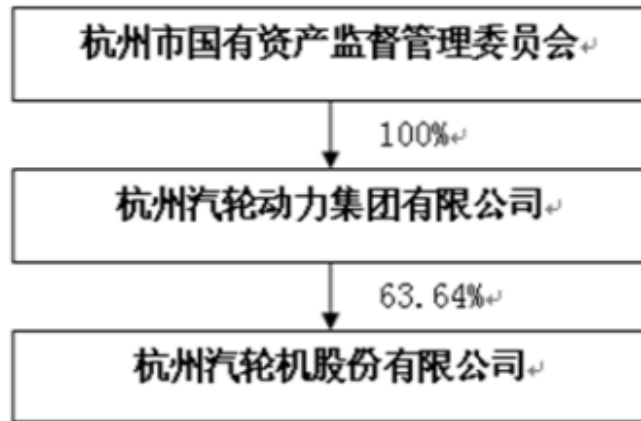 杭州市国有资产监督管理委员会
100%
杭州汽轮动力集团有限公司
63.64%
杭州汽轮机股份有限公司